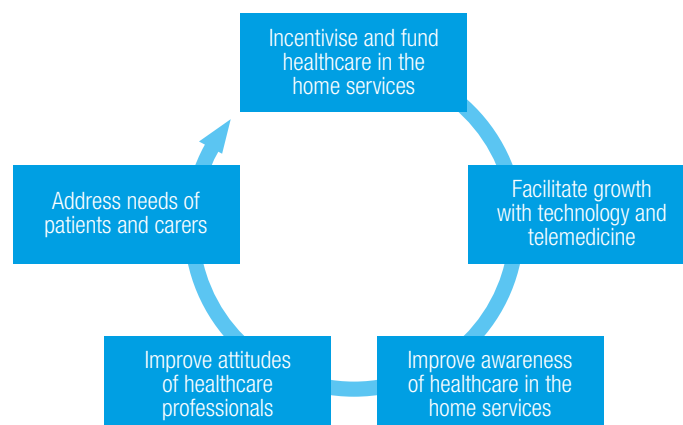 Incentivise and fund
healthcare in the
home services
Facilitate growth
with technology and
telemedicine
Improve awareness
of healthcare in the
home services
Improve attitudes
of healthcare
professionals
Address needs of
patients and carers